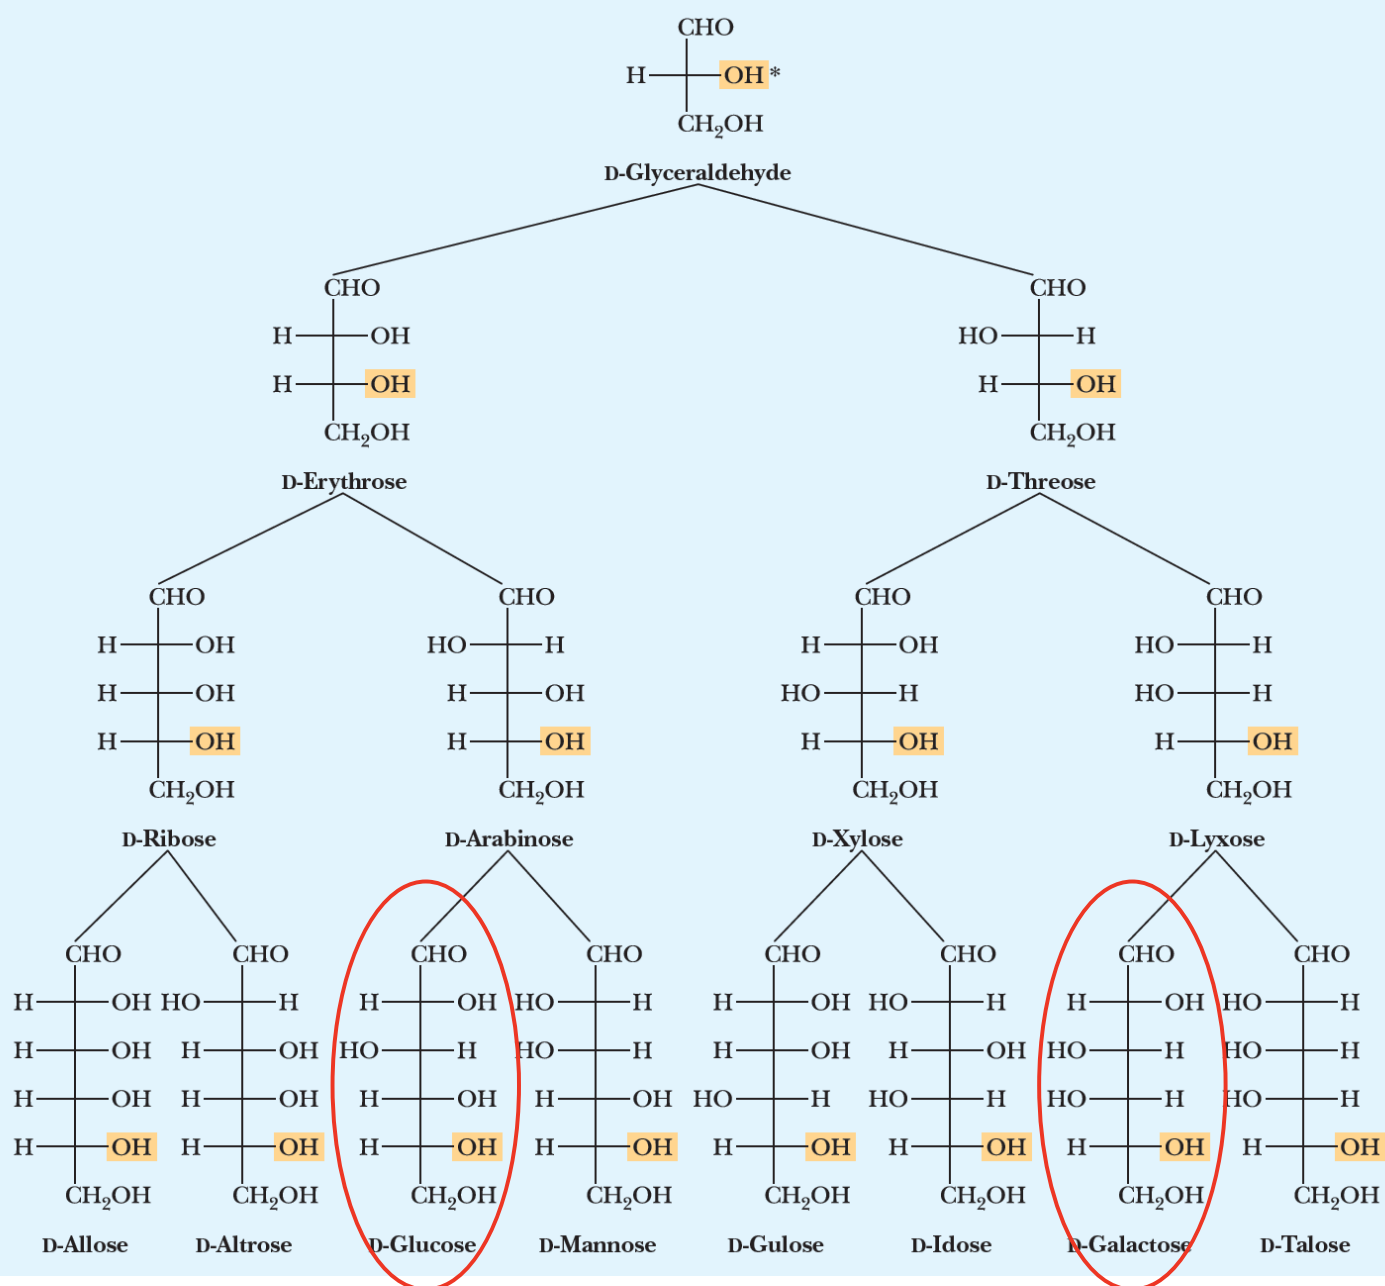 CHO
H OH*
CH₂OH
D-Glyceraldehyde
CHO CHO
H OH HO H
H OH H OH
CH₂OH CH₂OH
D-Erythrose D-Threose
CHO CHO CHO CHO
H OH HO H H OH HO H
H OH H OH HO H HO H
H OH H OH H OH H OH
CH₂OH CH₂OH CH₂OH CH₂OH
D-Ribose D-Arabinose D-Xylose D-Lyxose
CHO CHO CHO CHO CHO CHO CHO CHO
H OH HO H H OH HO H H OH HO H H OH HO H
H OH H OH HO H HO H H OH H OH HO H HO H
H OH H OH H OH H OH HO H HO H HO H HO H
H OH H OH H OH H OH H OH H OH H OH H OH
CH₂OH CH₂OH CH₂OH CH₂OH CH₂OH CH₂OH CH₂OH CH₂OH
D-Allose D-Altrose D-Glucose D-Mannose D-Gulose D-Idose D-Galactose D-Talose